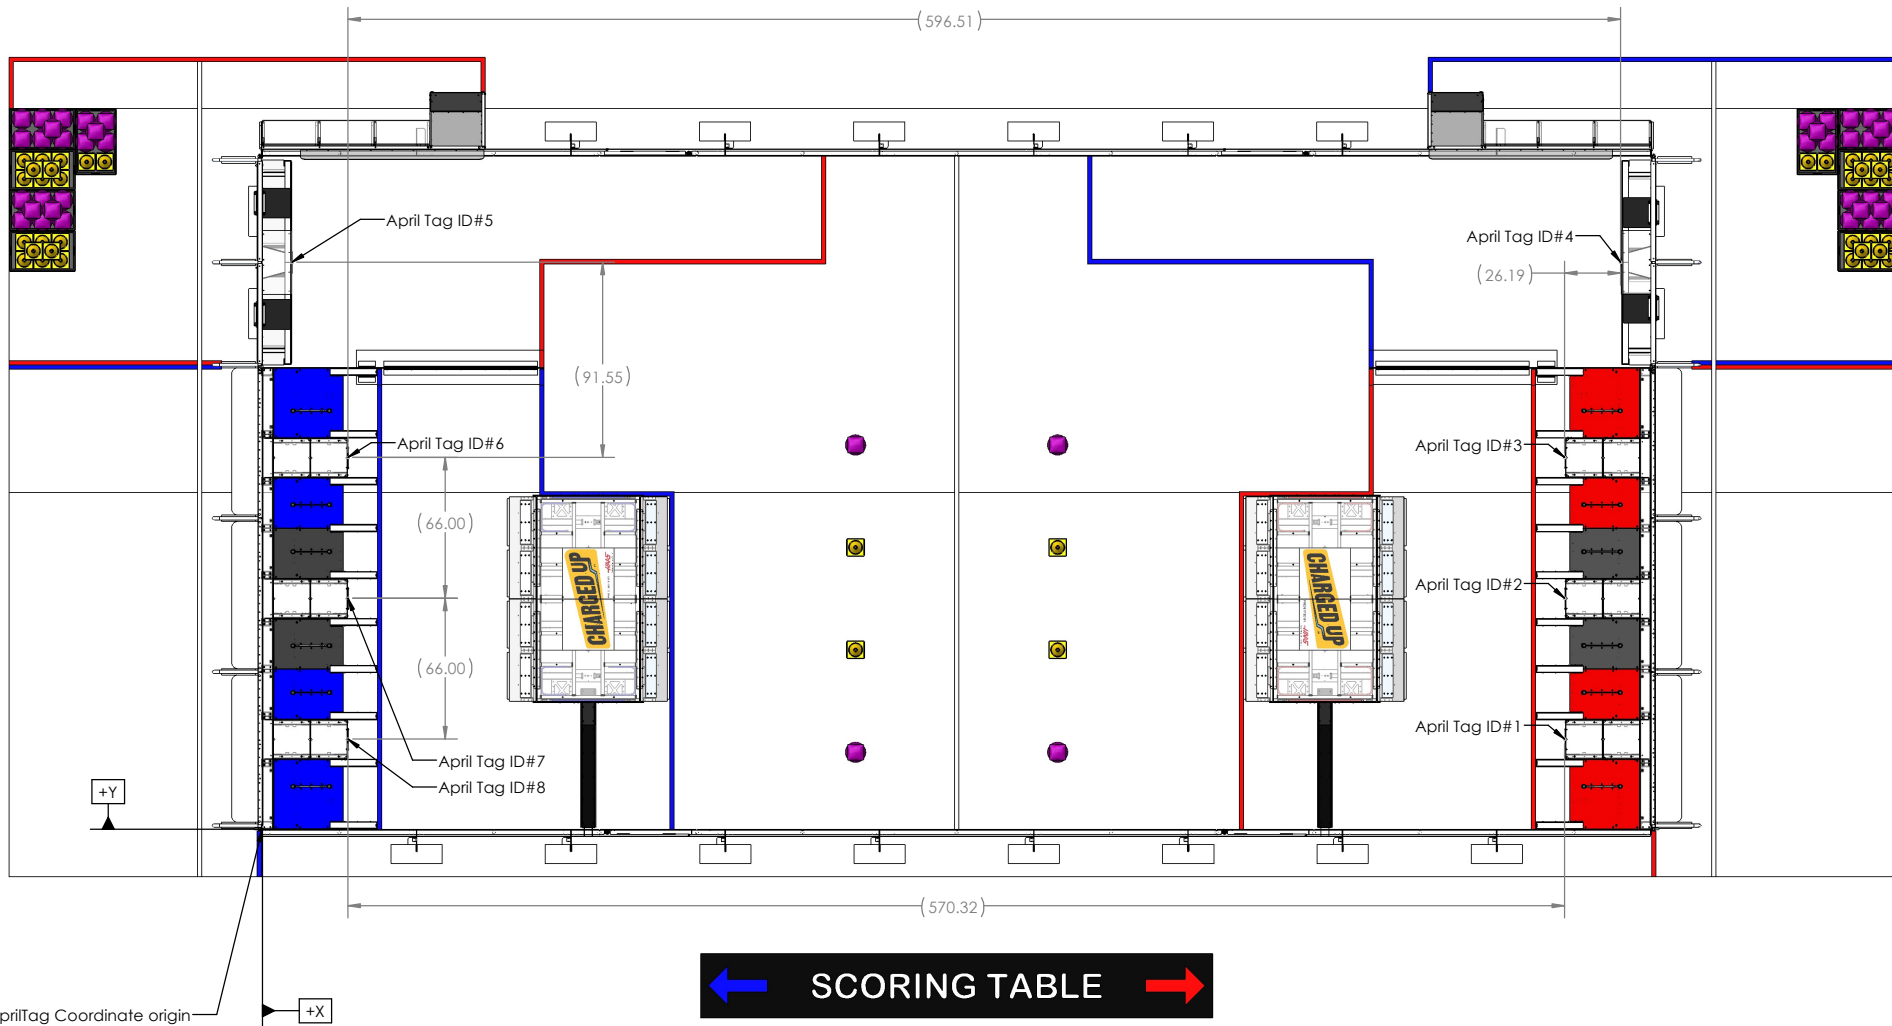 (596.51)
April Tag ID#5
April Tag ID#4
(26.19)
(91.55)
April Tag ID#6
April Tag ID#3
(66.00)
CHARGED UP
CHARGED UP
April Tag ID#2
(66.00)
April Tag ID#1
April Tag ID#7
April Tag ID#8
+Y
(570.32)
SCORING TABLE
prilTag Coordinate origin
+X